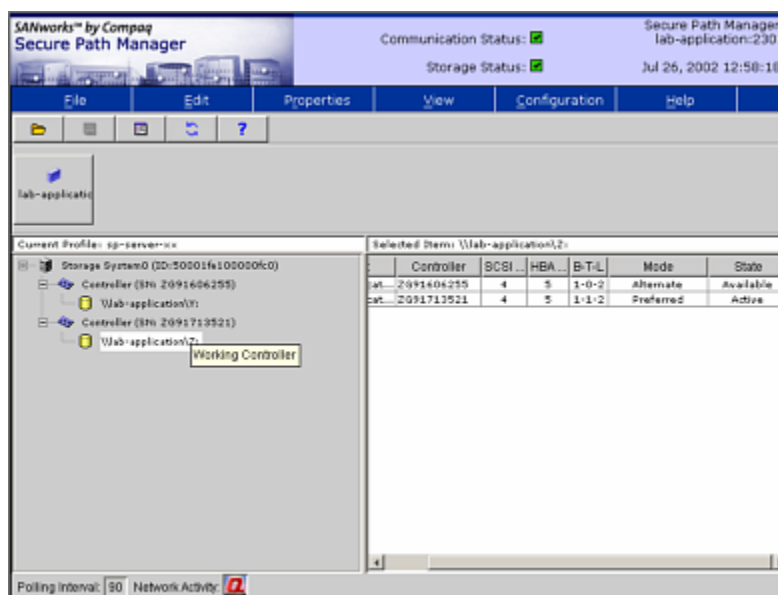 SANworks™ by Compaq
Secure Path Manager
Communication Status:
Storage Status:
Secure Path Manager
lab-application:230
Jul 26, 2002 12:58:18
File Edit Properties View Configuration Help
?
lab-applicatic
Current Profile: sp-server-xx
Selected Item: \\lab-application\Z:
Controller SCSI... HBA... B-T-L Mode State
cat... ZG91606255 4 5 1-0-2 Alternate Available
cat... ZG91713521 4 5 1-1-2 Preferred Active
Storage System0 (ID:50001fe100000fc0)
Controller (SN: ZG91606255)
\\lab-application\Y:
Controller (SN: ZG91713521)
\\lab-application\Z:
Working Controller
Polling Interval: 90 Network Activity: